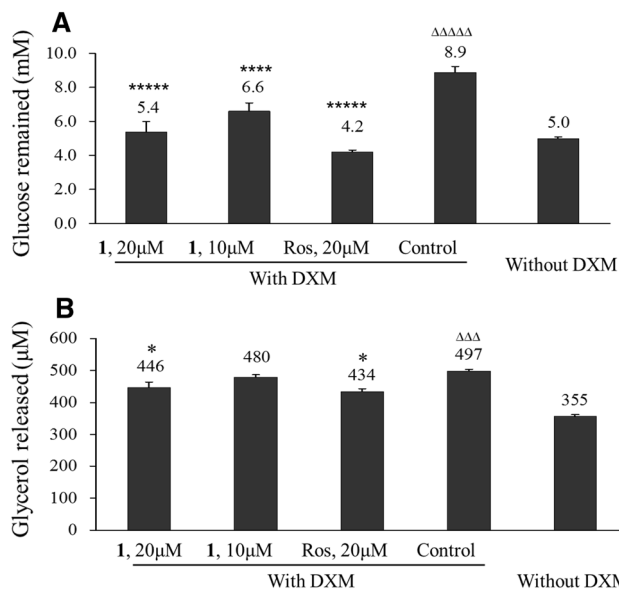 A
Glucose remained (mM)
10.0
8.0
6.0
4.0
2.0
0.0
*****
5.4
****
6.6
*****
4.2
ΔΔΔΔΔ
8.9
5.0
1, 20μM
1, 10μM
Ros, 20μM
Control
With DXM
Without DXM
B
Glycerol released (μM)
600
500
400
300
200
100
0
*
446
480
*
434
ΔΔΔ
497
355
1, 20μM
1, 10μM
Ros, 20μM
Control
With DXM
Without DXM